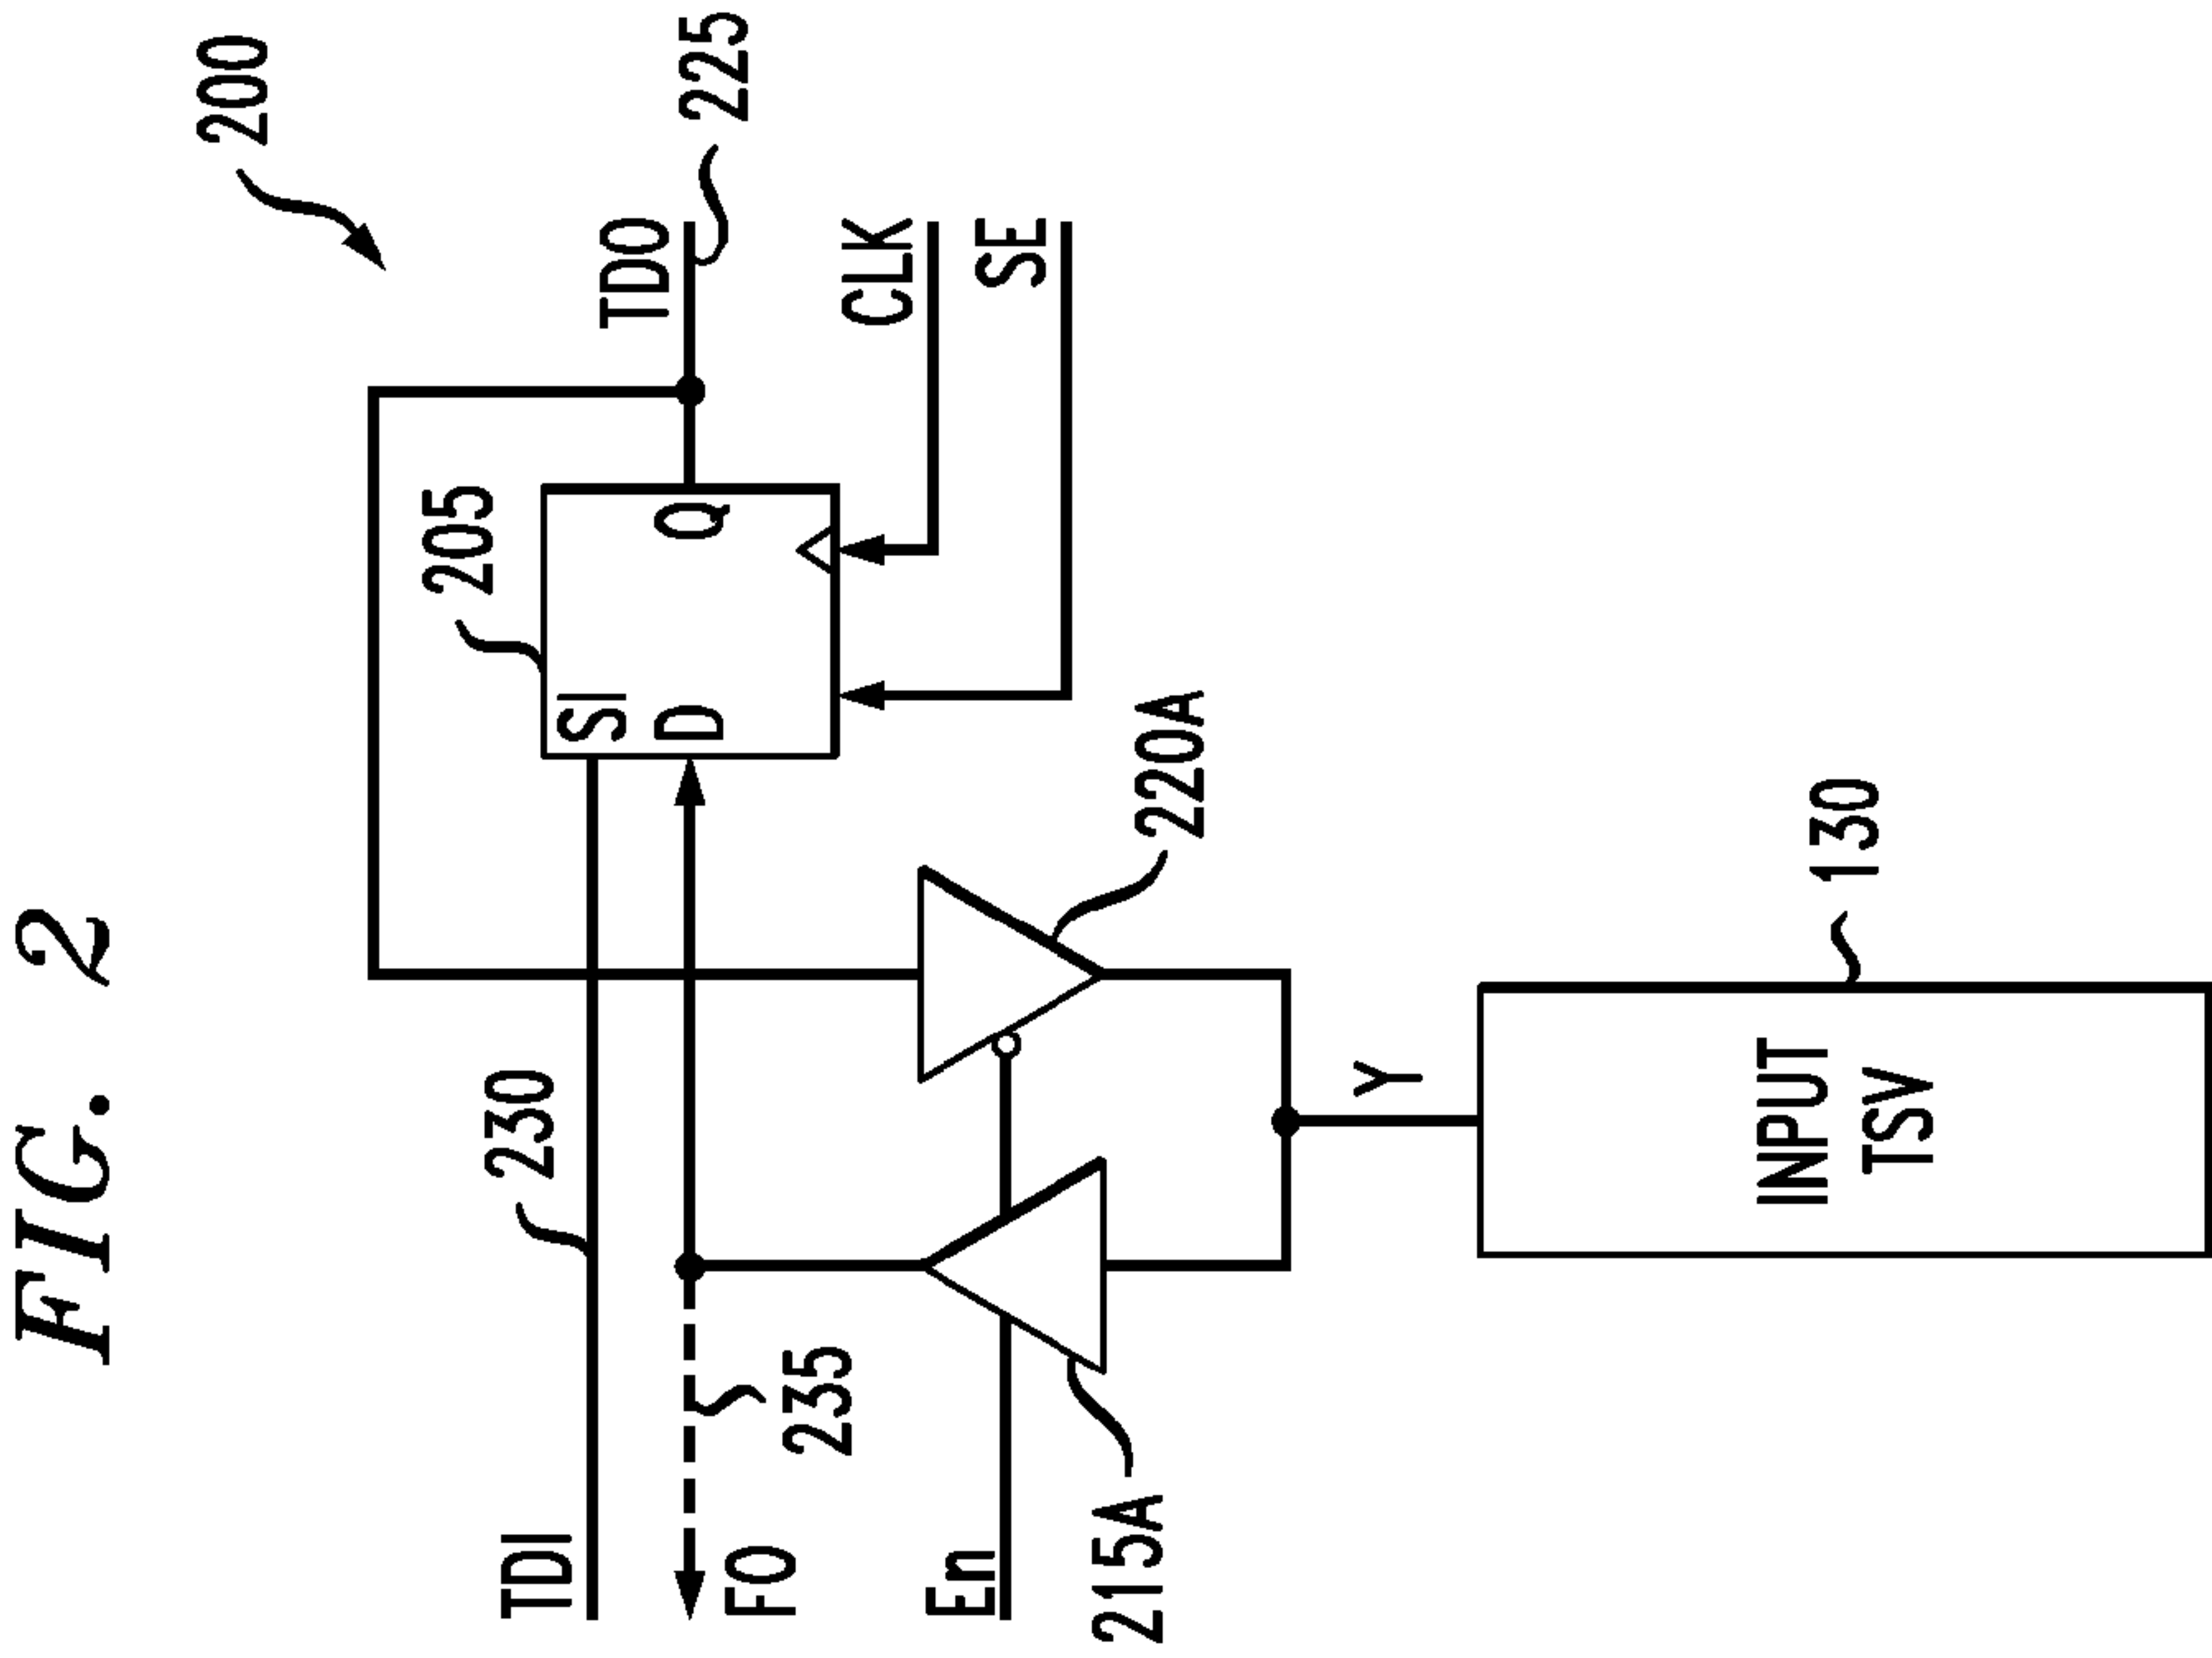 FIG. 2
200
TDI
230
205
TDO
225
SI
FO
235
D
Q
CLK
En
SE
215A
220A
Y
INPUT
TSV
130